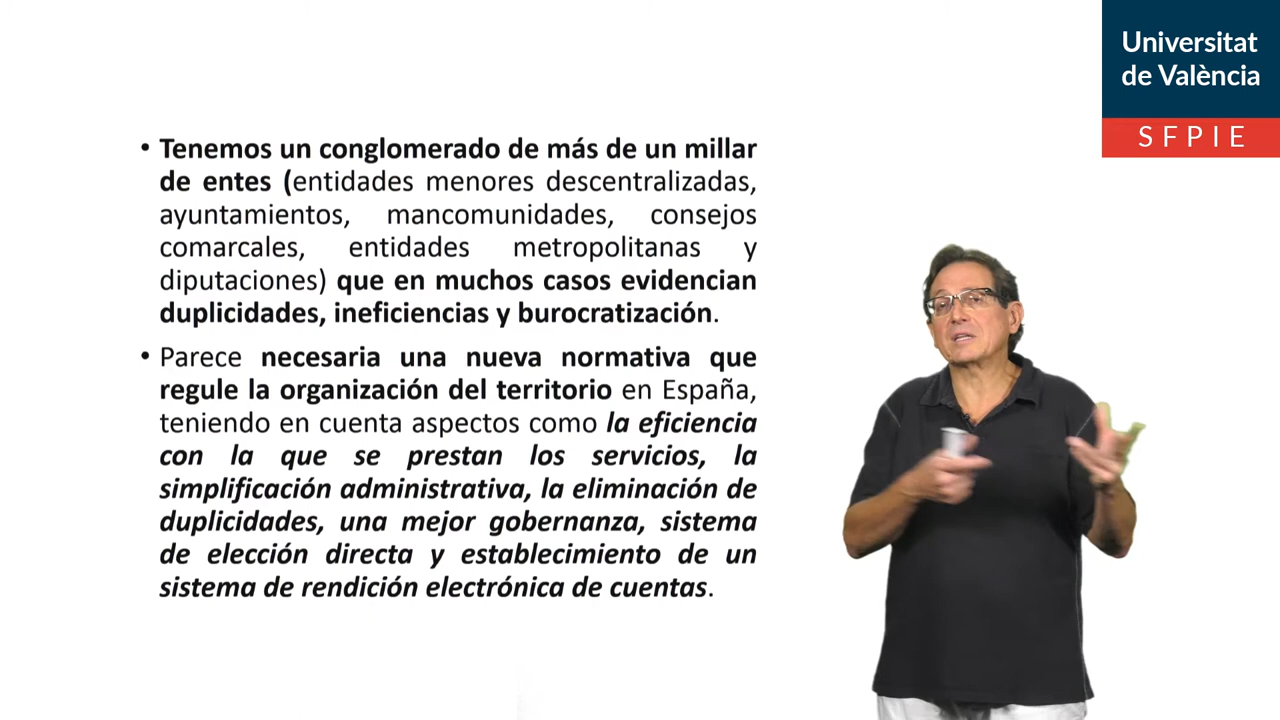 Universitat
de València
SFPIE
• Tenemos un conglomerado de más de un millar
de entes (entidades menores descentralizadas,
ayuntamientos, mancomunidades, consejos
comarcales, entidades metropolitanas y
diputaciones) que en muchos casos evidencian
duplicidades, ineficiencias y burocratización.
• Parece necesaria una nueva normativa que
regule la organización del territorio en España,
teniendo en cuenta aspectos como la eficiencia
con la que se prestan los servicios, la
simplificación administrativa, la eliminación de
duplicidades, una mejor gobernanza, sistema
de elección directa y establecimiento de un
sistema de rendición electrónica de cuentas.